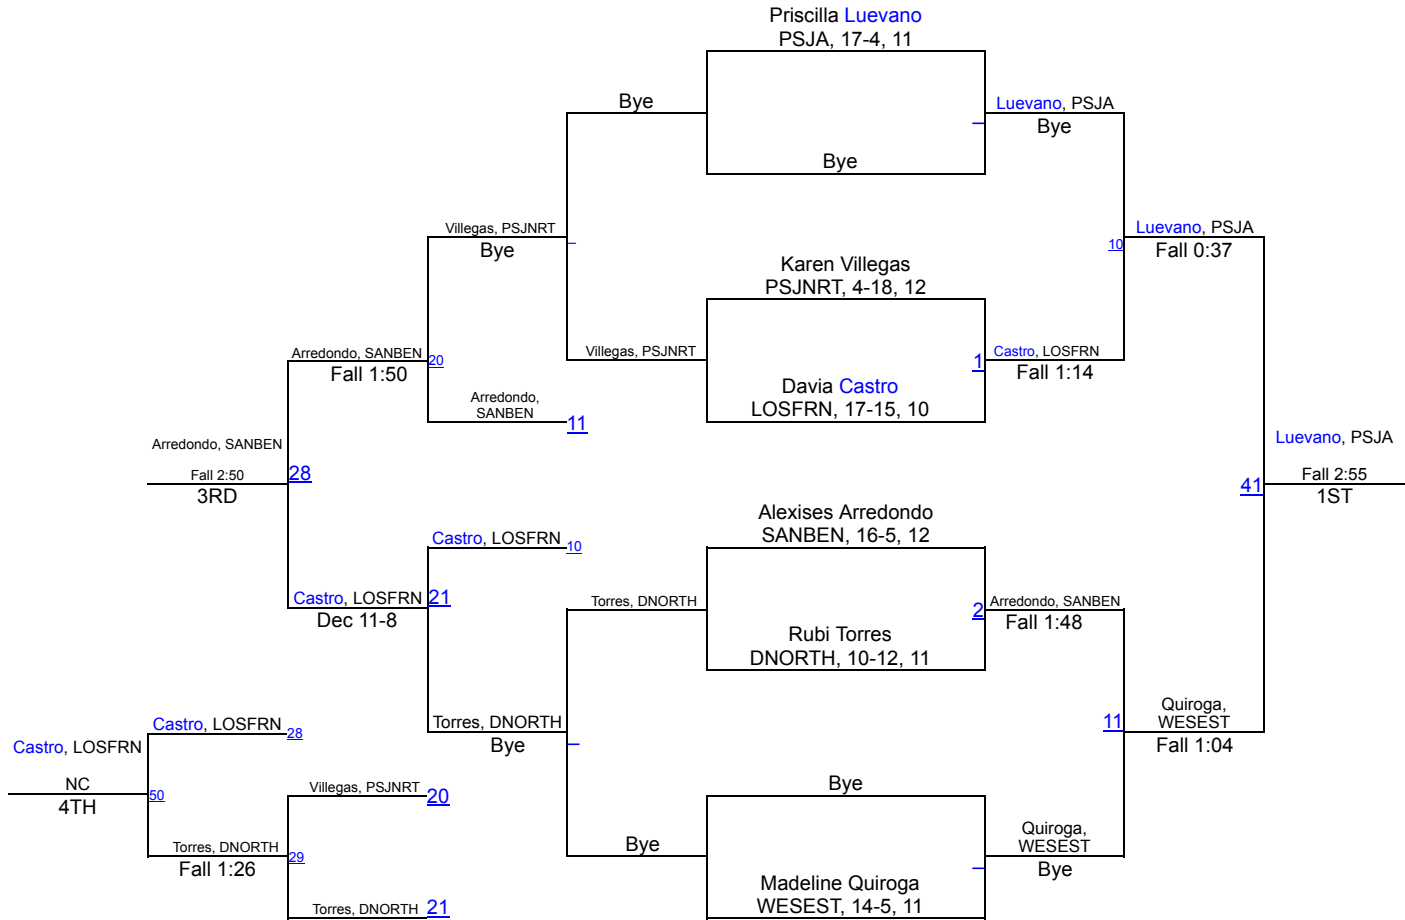 Priscilla Luevano
PSJA, 17-4, 11
Bye
Luevano, PSJA
Bye
Bye
Villegas, PSJNRT
Bye
Luevano, PSJA
10
Fall 0:37
Karen Villegas
PSJNRT, 4-18, 12
Arredondo, SANBEN
20
Fall 1:50
Villegas, PSJNRT
1
Castro, LOSFRN
Fall 1:14
Davia Castro
LOSFRN, 17-15, 10
Arredondo,
SANBEN
11
Arredondo, SANBEN
Fall 2:50
28
3RD
Luevano, PSJA
41
Fall 2:55
1ST
Alexises Arredondo
SANBEN, 16-5, 12
Castro, LOSFRN
10
Castro, LOSFRN
21
Dec 11-8
Torres, DNORTH
2
Arredondo, SANBEN
Fall 1:48
Rubi Torres
DNORTH, 10-12, 11
Torres, DNORTH
Bye
11
Quiroga,
WESEST
Fall 1:04
Castro, LOSFRN
28
Castro, LOSFRN
NC
50
4TH
Villegas, PSJNRT
20
Bye
Torres, DNORTH
29
Fall 1:26
Bye
Quiroga,
WESEST
Bye
Madeline Quiroga
WESEST, 14-5, 11
Torres, DNORTH
21